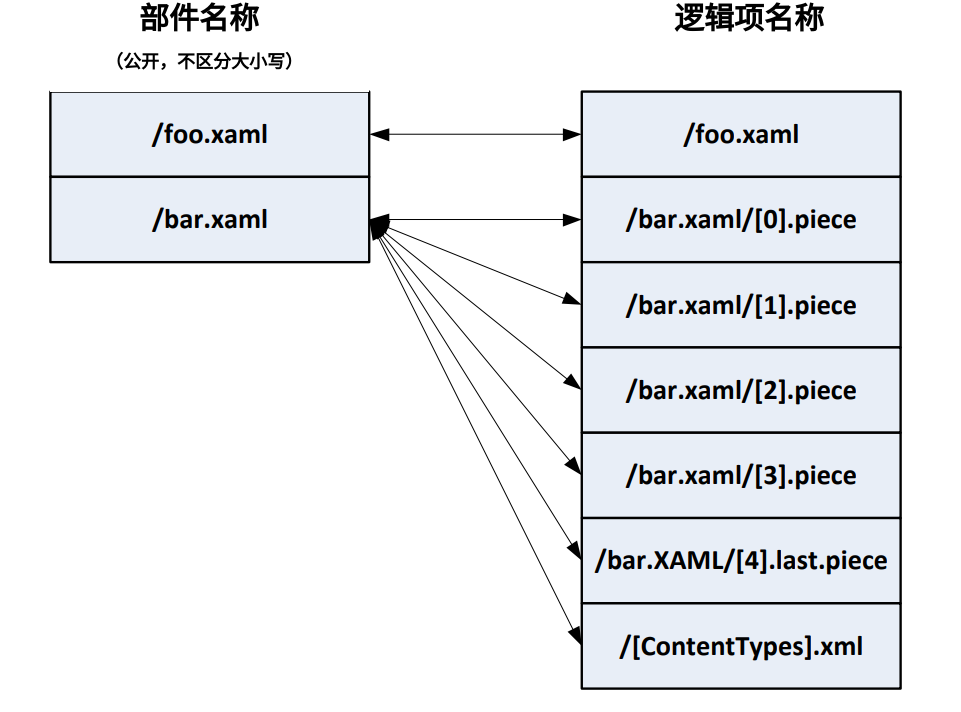 部件名称
（公开，不区分大小写）
/foo.xaml
/bar.xaml
逻辑项名称
/foo.xaml
/bar.xaml/[0].piece
/bar.xaml/[1].piece
/bar.xaml/[2].piece
/bar.xaml/[3].piece
/bar.XAML/[4].last.piece
/[ContentTypes].xml